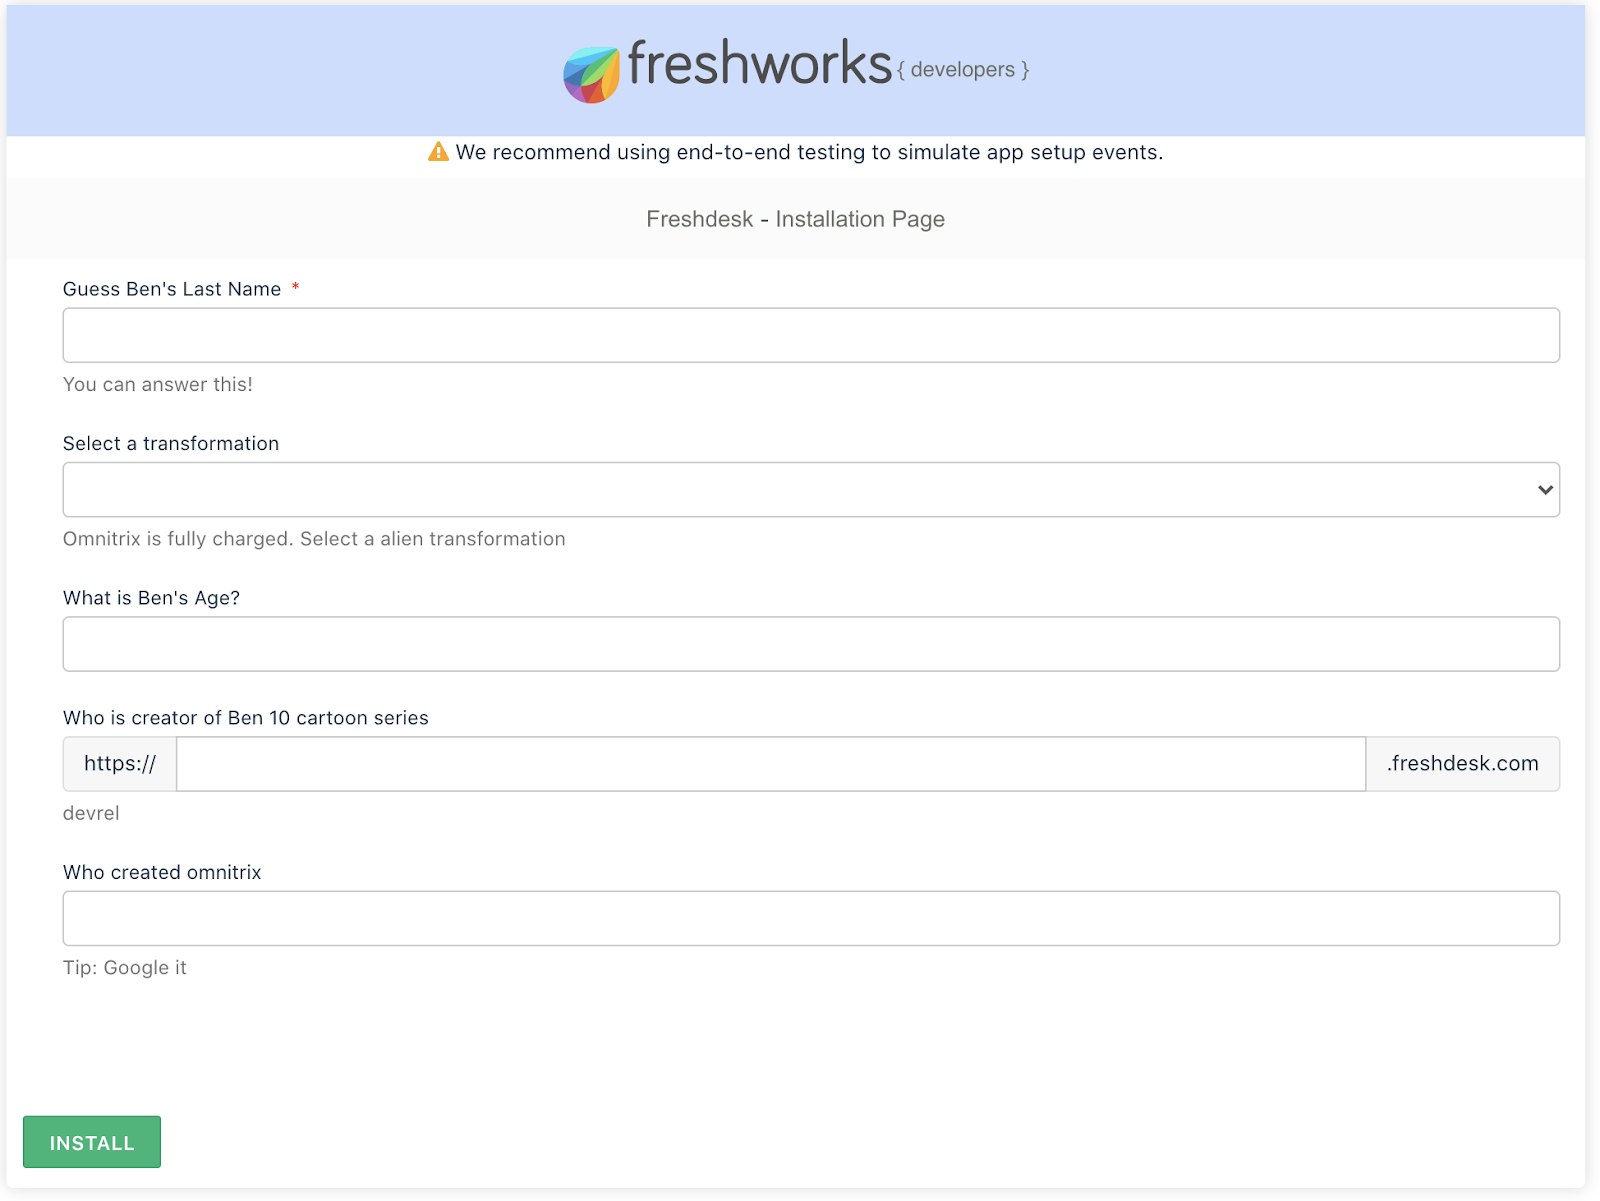 freshworks { developers }
We recommend using end-to-end testing to simulate app setup events.
Freshdesk - Installation Page
Guess Ben's Last Name *
You can answer this!
Select a transformation
Omnitrix is fully charged. Select a alien transformation
What is Ben's Age?
Who is creator of Ben 10 cartoon series
https:// .freshdesk.com
devrel
Who created omnitrix
Tip: Google it
INSTALL